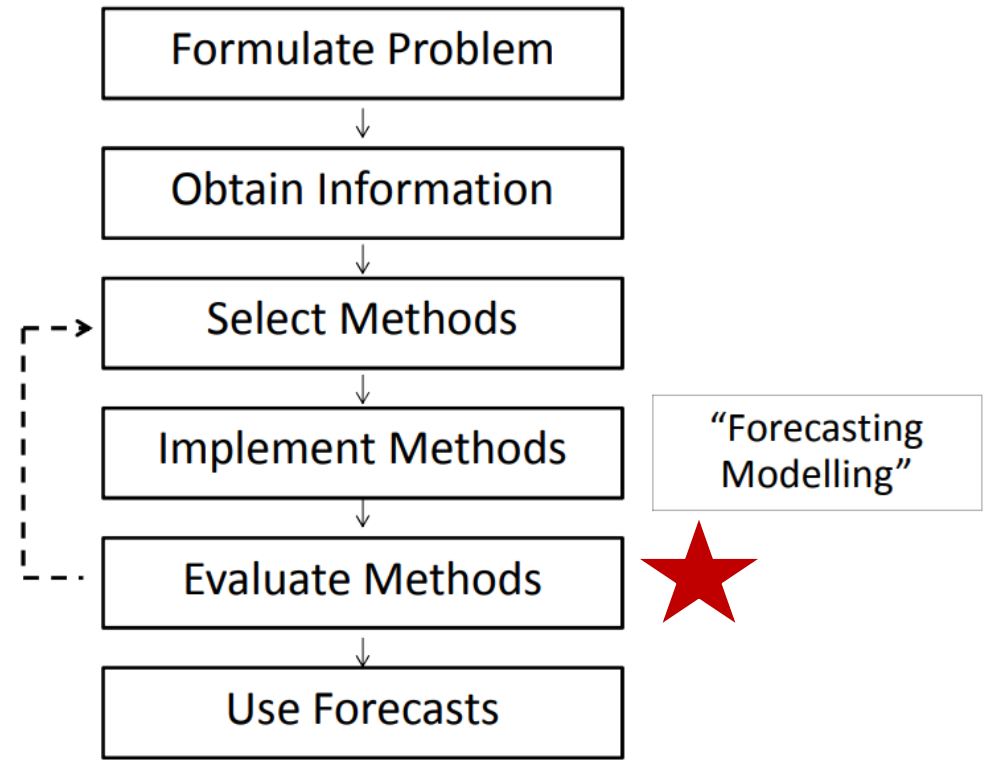 Formulate Problem
Obtain Information
Select Methods
Implement Methods
“Forecasting
Modelling”
Evaluate Methods
Use Forecasts